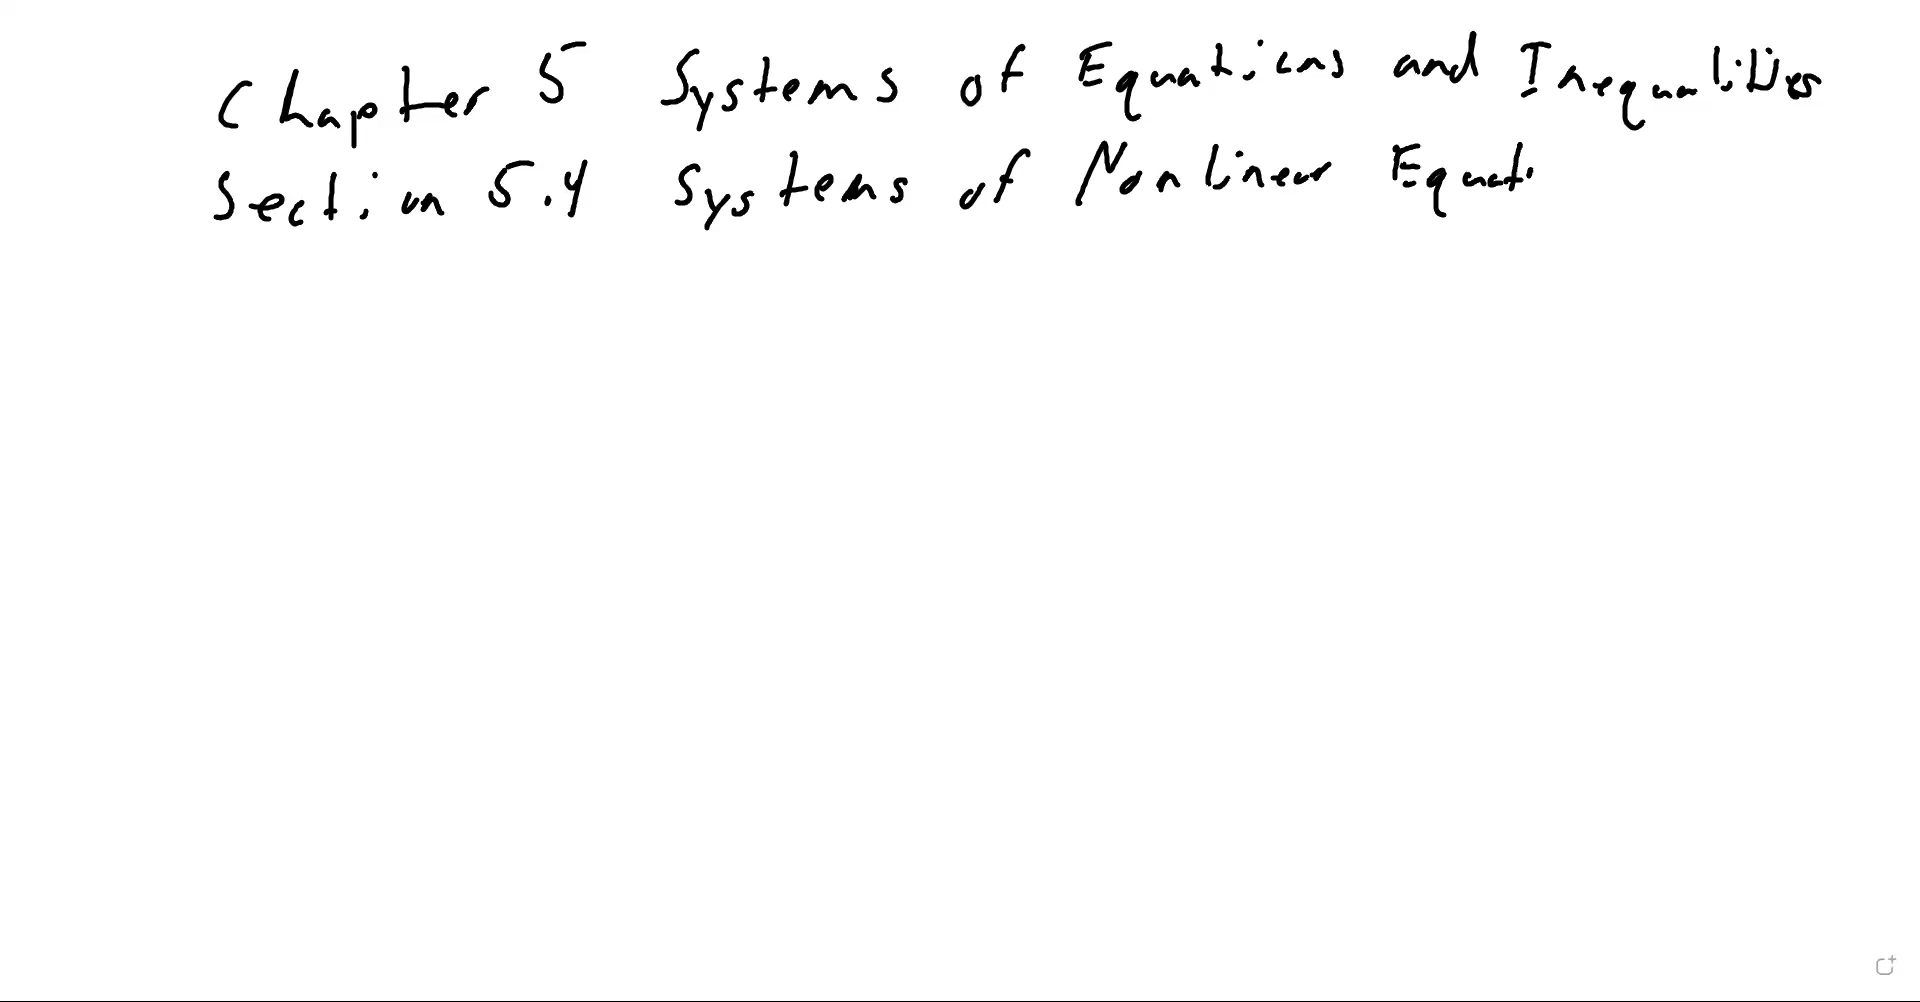 Chapter 5 Systems of Equations and Inequalities
Section 5.4 Systems of Nonlinear Equati